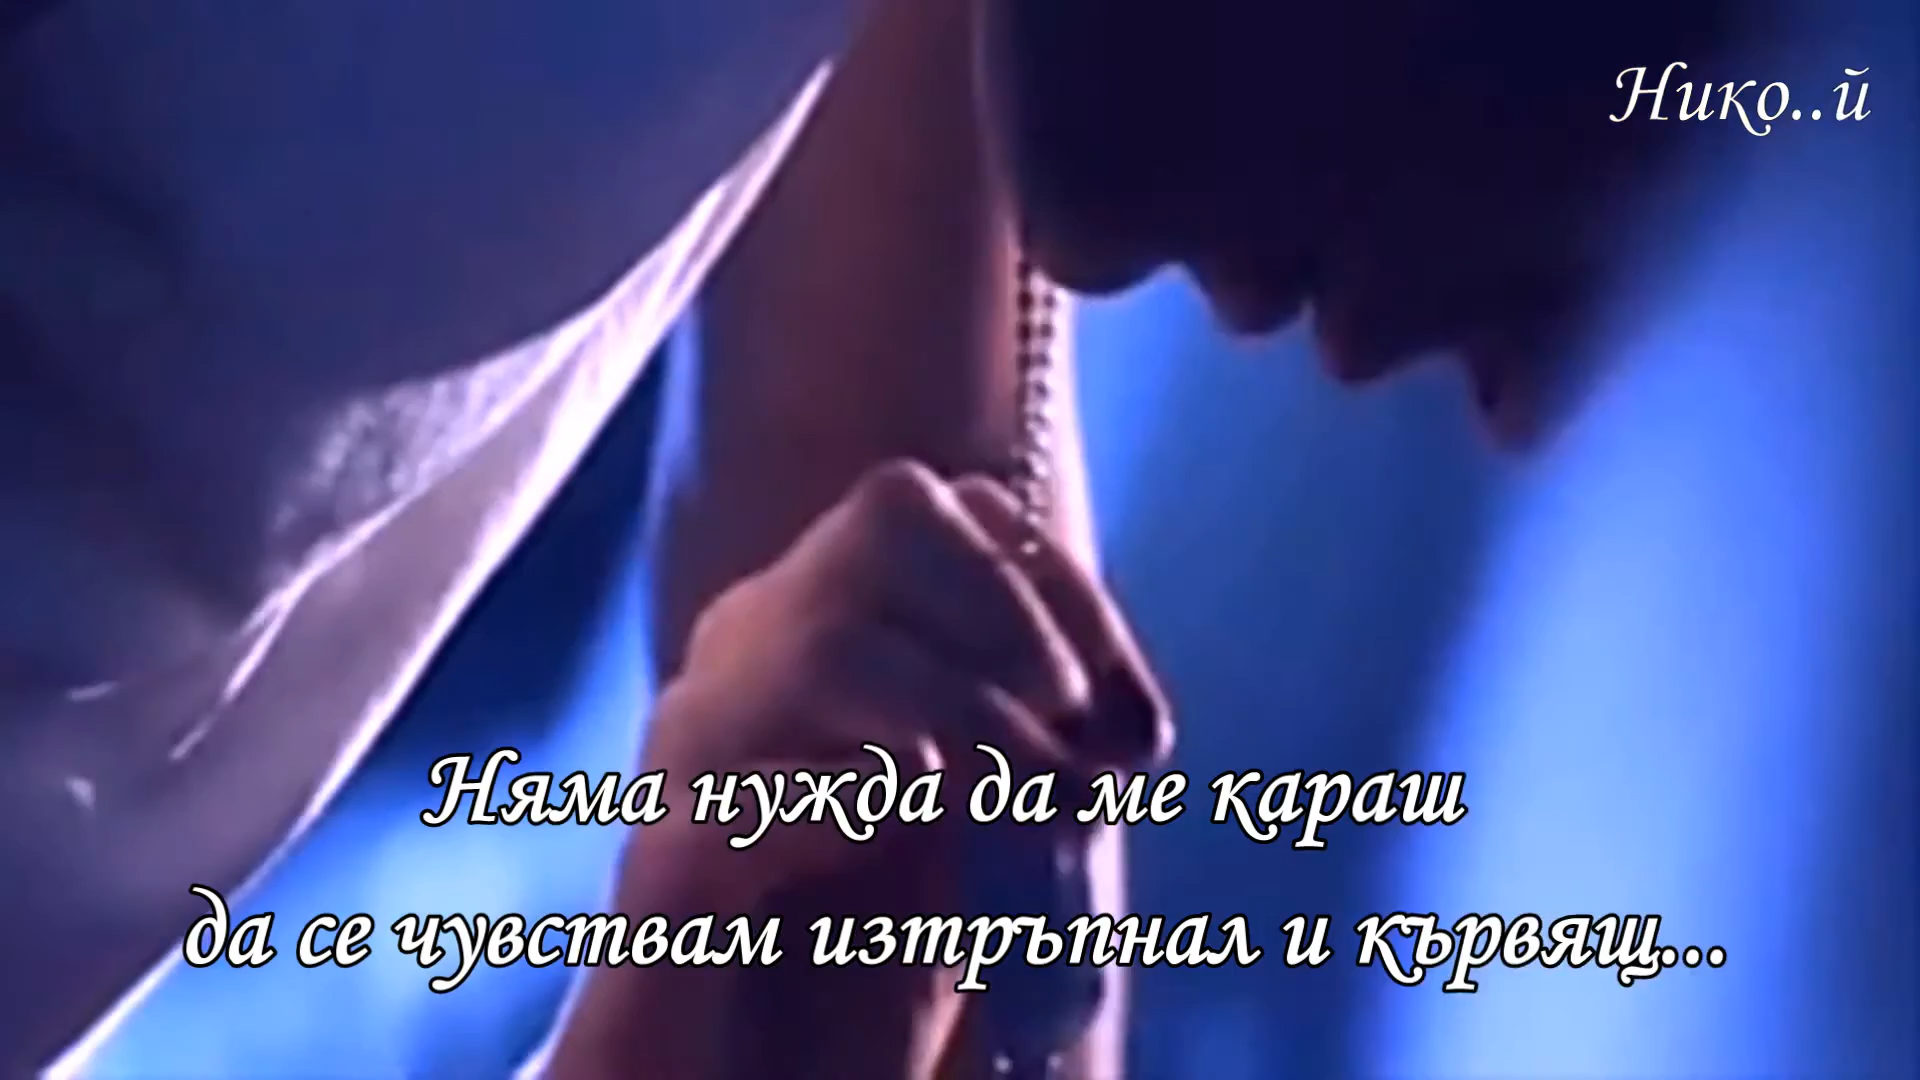 Нико..й
Няма нужда да ме караш
да се чувствам изтръпнал и кървящ...